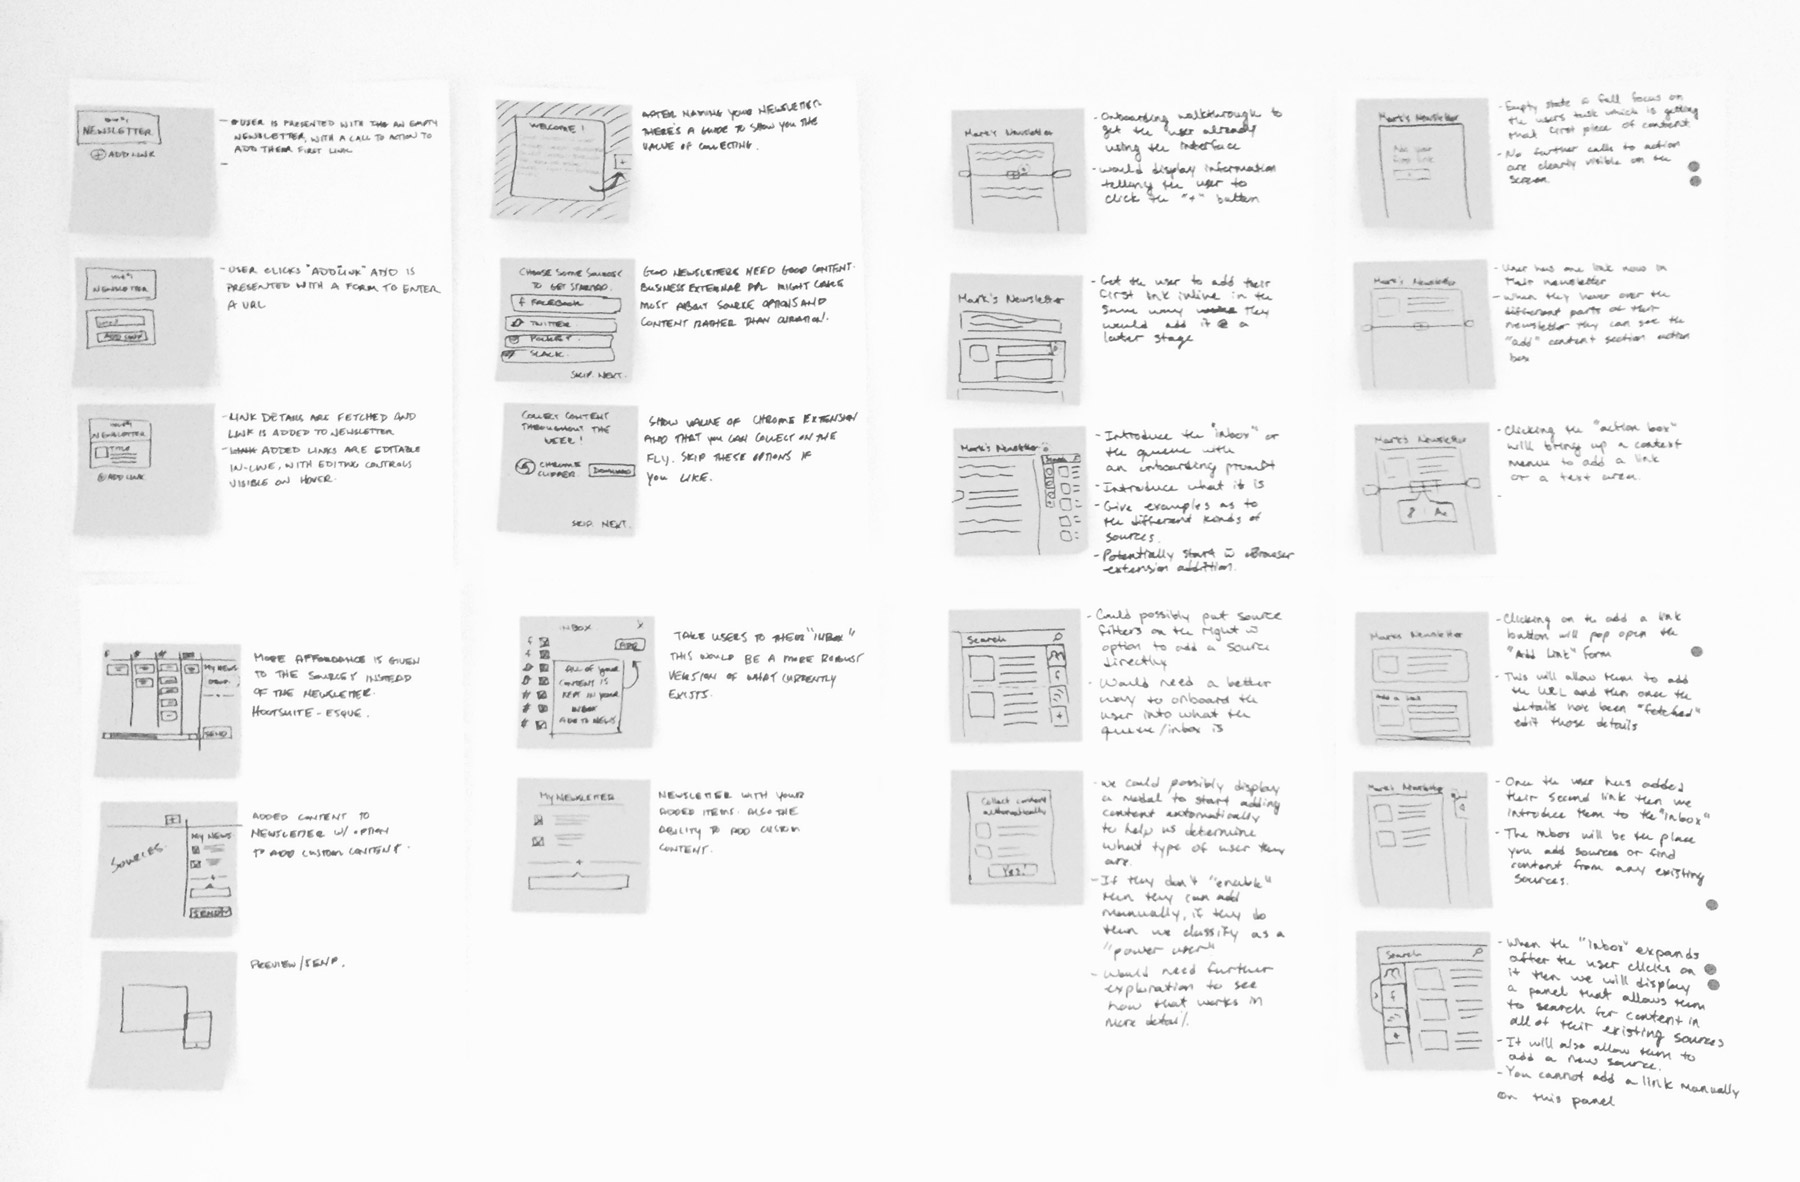 NEWSLETTER
+ ADD LINK
- USER IS PRESENTED WITH AN EMPTY
NEWSLETTER, WITH A CALL TO ACTION TO
ADD THEIR FIRST LINK
-
NEWSLETTER
ADD LINK
- USER CLICKS "ADD LINK" AND IS
PRESENTED WITH A FORM TO ENTER
A URL
NEWSLETTER
TITLE
+ ADD LINK
- LINK DETAILS ARE FETCHED AND
LINK IS ADDED TO NEWSLETTER
- ADDED LINKS ARE EDITABLE
IN-LINE, WITH EDITING CONTROLS
VISIBLE ON HOVER.
MY NEWS
SEND
MORE AFFORDANCE IS GIVEN
TO THE SOURCES INSTEAD
OF THE NEWSLETTER.
HOOTSUITE-ESQUE.
+
SOURCES.
MY NEWS
+
SEND
ADDED CONTENT TO
NEWSLETTER W/ OPTION
TO ADD CUSTOM CONTENT.
PREVIEW/SEND.
WELCOME!
+
AFTER NAMING YOUR NEWSLETTER
THERE'S A GUIDE TO SHOW YOU THE
VALUE OF COLLECTING.
CHOOSE SOME SOURCES
TO GET STARTED.
f FACEBOOK
TWITTER
POCKET
SLACK.
SKIP. NEXT.
GOOD NEWSLETTERS NEED GOOD CONTENT.
BUSINESS EXTERNAL PPL MIGHT CARE
MOST ABOUT SOURCE OPTIONS AND
CONTENT RATHER THAN CURATION.
COLLECT CONTENT
THROUGHOUT THE
WEEK!
CHROME
CLIPPER.
DOWNLOAD
SKIP. NEXT.
SHOW VALUE OF CHROME EXTENSION
AND THAT YOU CAN COLLECT ON THE
FLY. SKIP THESE OPTIONS IF
YOU LIKE.
INBOX
ADD
ALL OF YOUR
CONTENT IS
KEPT IN YOUR
INBOX
ADD TO NEWS
TAKE USERS TO THEIR "INBOX"
THIS WOULD BE A MORE ROBUST
VERSION OF WHAT CURRENTLY
EXISTS.
MY NEWSLETTER
+
NEWSLETTER WITH YOUR
ADDED ITEMS. ALSO THE
ABILITY TO ADD CUSTOM
CONTENT.
Mark's Newsletter
- Onboarding walkthrough to
get the user already
using the interface
- would display information
telling the user to
click the "+" button
Mark's Newsletter
- Get the user to add their
first link inline in the
same way they
would add it @ a
later stage
Mark's Newsletter
Search
- Introduce the "inbox" or
the queue with
an onboarding prompt
- Introduce what it is
- Give examples as to
the different kinds of
sources.
- Potentially start w Browser
extension addition.
Search
f
+
- Could possibly put source
filters on the right w
option to add a source
directly
- Would need a better
way to onboard the
user into what the
queue/inbox is
Collect content
automatically
Yes!
- we could possibly display
a modal to start adding
content automatically
to help us determine
what type of user they
are.
- If they don't "enable"
then they can add
manually, if they do
then we classify as a
"power user"
- Would need further
exploration to see
how that works in
more detail.
Mark's Newsletter
Add your
first link
- Empty state a full focus on
the users task which is getting
that first piece of content.
- No further calls to action
are clearly visible on the
screen
Mark's Newsletter
- User has one link now in
their newsletter
- When they hover over the
different parts of their
newsletter they can see the
"add" content section action
box
Mark's Newsletter
Aa
- Clicking the "action box"
will bring up a context
menu to add a link
or a text area.
-
Mark's Newsletter
Add a link
- Clicking on the add a link
button will pop open the
"Add Link" form
- This will allow them to add
the URL and then once the
details have been "fetched"
edit those details
Mark's Newsletter
- Once the user has added
their second link then we
introduce them to the "inbox"
- The inbox will be the place
you add sources or find
content from any existing
sources.
Search
f
+
- When the "inbox" expands
after the user clicks on
it then we will display
a panel that allows them
to search for content in
all of their existing sources
- It will also allow them to
add a new source.
- You cannot add a link manually
on this panel